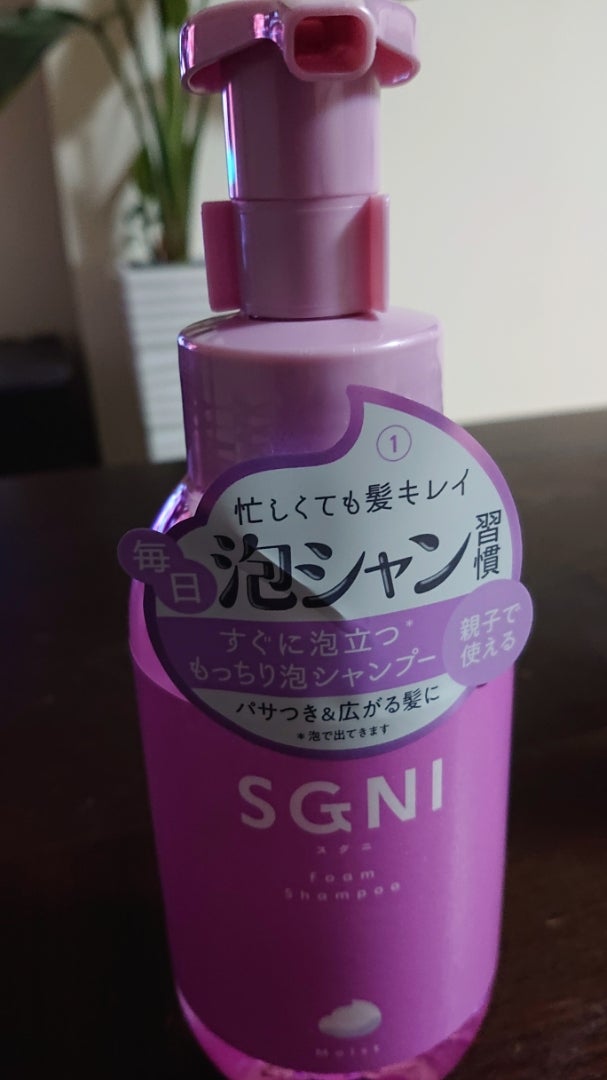 1
忙しくても髪キレイ
毎日
泡シャン習慣
すぐに泡立つ*
もっちり泡シャンプー
親子で
使える
パサつき&広がる髪に
*泡で出てきます
SGNI
スグニ
Foam
Shampoo
Moist